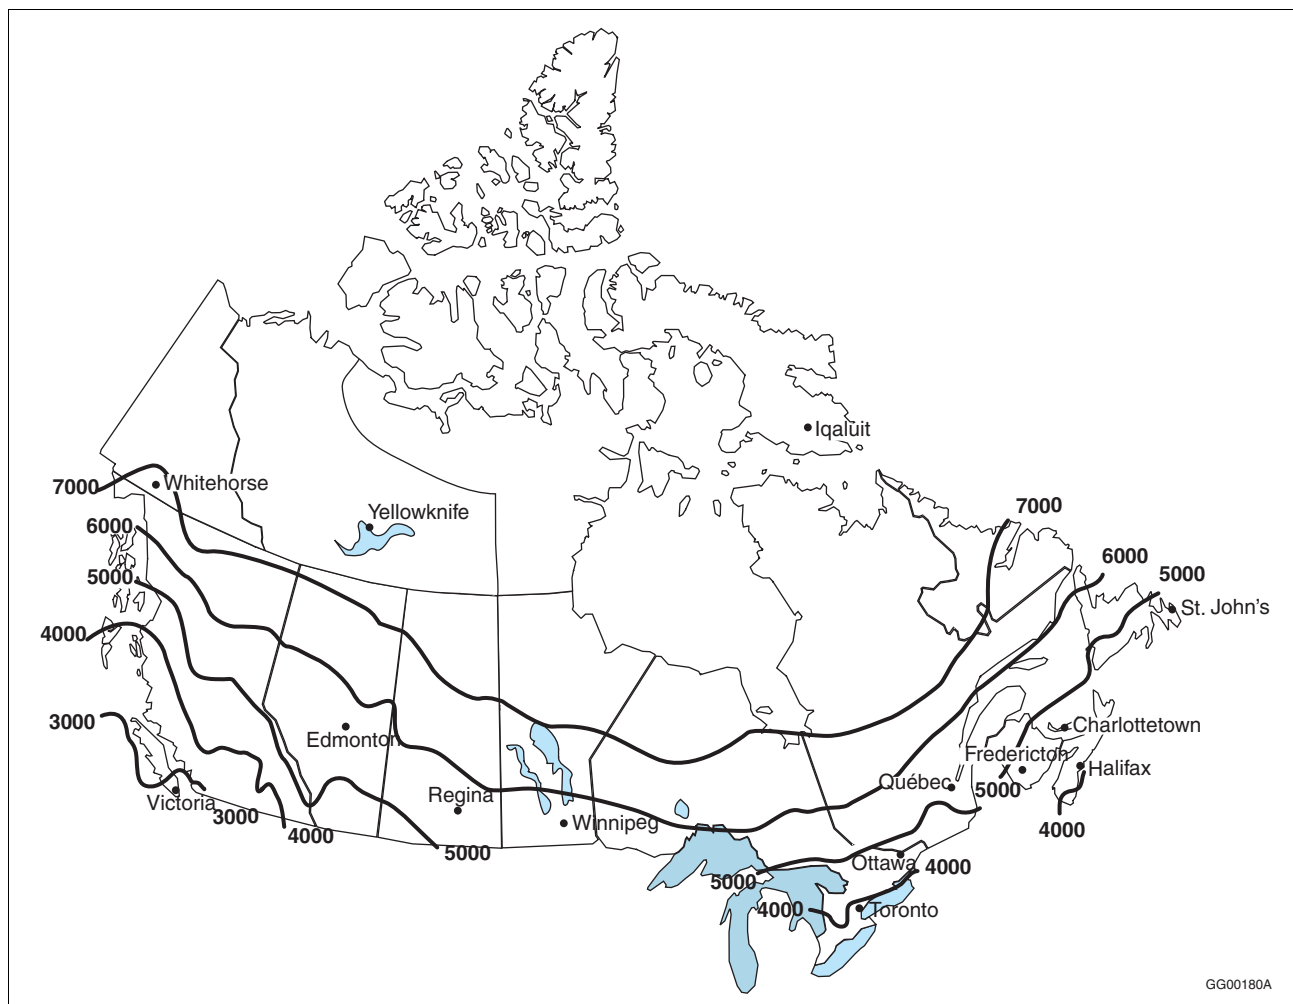 Iqaluit
Whitehorse
7000
7000
Yellowknife
6000
6000
5000
5000
St. John's
4000
3000
Charlottetown
Edmonton
Fredericton
Halifax
Québec
5000
Regina
Victoria
3000
Winnipeg
4000
4000
5000
Ottawa
4000
5000
4000
Toronto
GG00180A